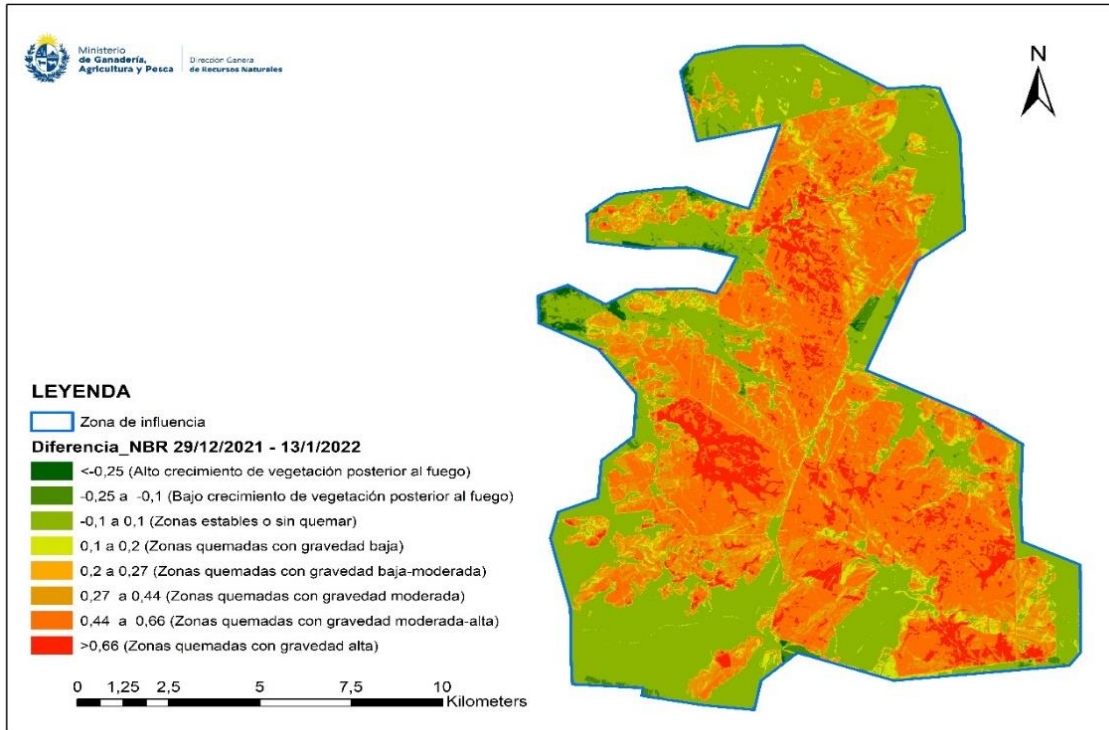 Ministerio
de Ganadería,
Agricultura y Pesca
Dirección Genera
de Recursos Naturales
N
LEYENDA
Zona de influencia
Diferencia_NBR 29/12/2021 - 13/1/2022
<-0,25 (Alto crecimiento de vegetación posterior al fuego)
-0,25 a -0,1 (Bajo crecimiento de vegetación posterior al fuego)
-0,1 a 0,1 (Zonas estables o sin quemar)
0,1 a 0,2 (Zonas quemadas con gravedad baja)
0,2 a 0,27 (Zonas quemadas con gravedad baja-moderada)
0,27 a 0,44 (Zonas quemadas con gravedad moderada)
0,44 a 0,66 (Zonas quemadas con gravedad moderada-alta)
>0,66 (Zonas quemadas con gravedad alta)
0 1,25 2,5 5 7,5 10
Kilometers